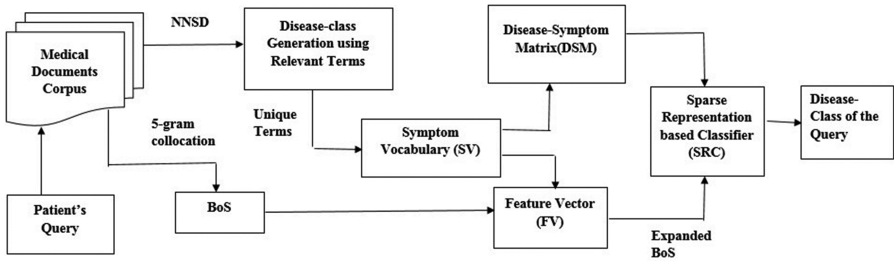 NNSD
Disease-class
Generation using
Relevant Terms
Disease-Symptom
Matrix(DSM)
Medical
Documents
Corpus
5-gram
collocation
Unique
Terms
Symptom
Vocabulary (SV)
Sparse
Representation
based Classifier
(SRC)
Disease-
Class of the
Query
Patient's
Query
BoS
Feature Vector
(FV)
Expanded
BoS